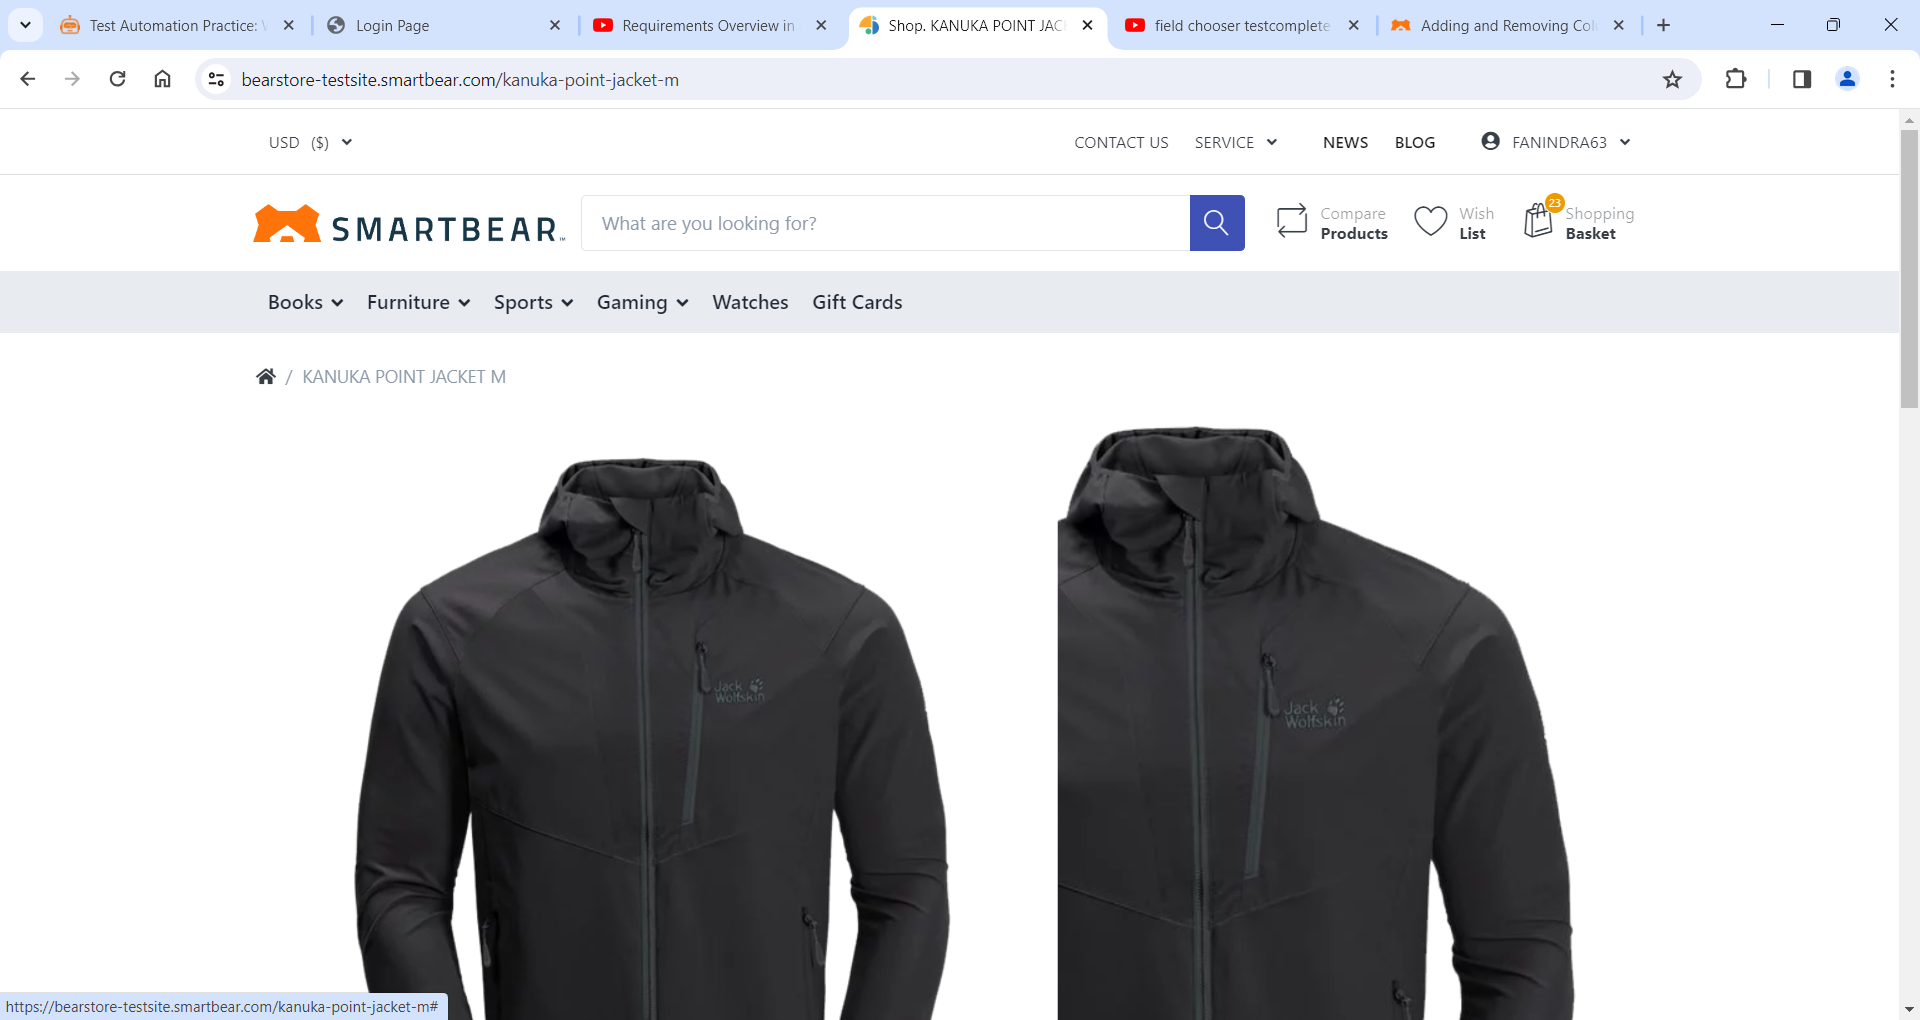 Test Automation Practice:
Login Page
Requirements Overview in
Shop. KANUKA POINT JAC
field chooser testcomplete
Adding and Removing Col
bearstore-testsite.smartbear.com/kanuka-point-jacket-m
USD ($)
CONTACT US
SERVICE
NEWS
BLOG
FANINDRA63
SMARTBEAR™
What are you looking for?
Compare
Products
Wish
List
23
Shopping
Basket
Books
Furniture
Sports
Gaming
Watches
Gift Cards
/ KANUKA POINT JACKET M
Jack
Wolfskin
Jack
Wolfskin
https://bearstore-testsite.smartbear.com/kanuka-point-jacket-m#